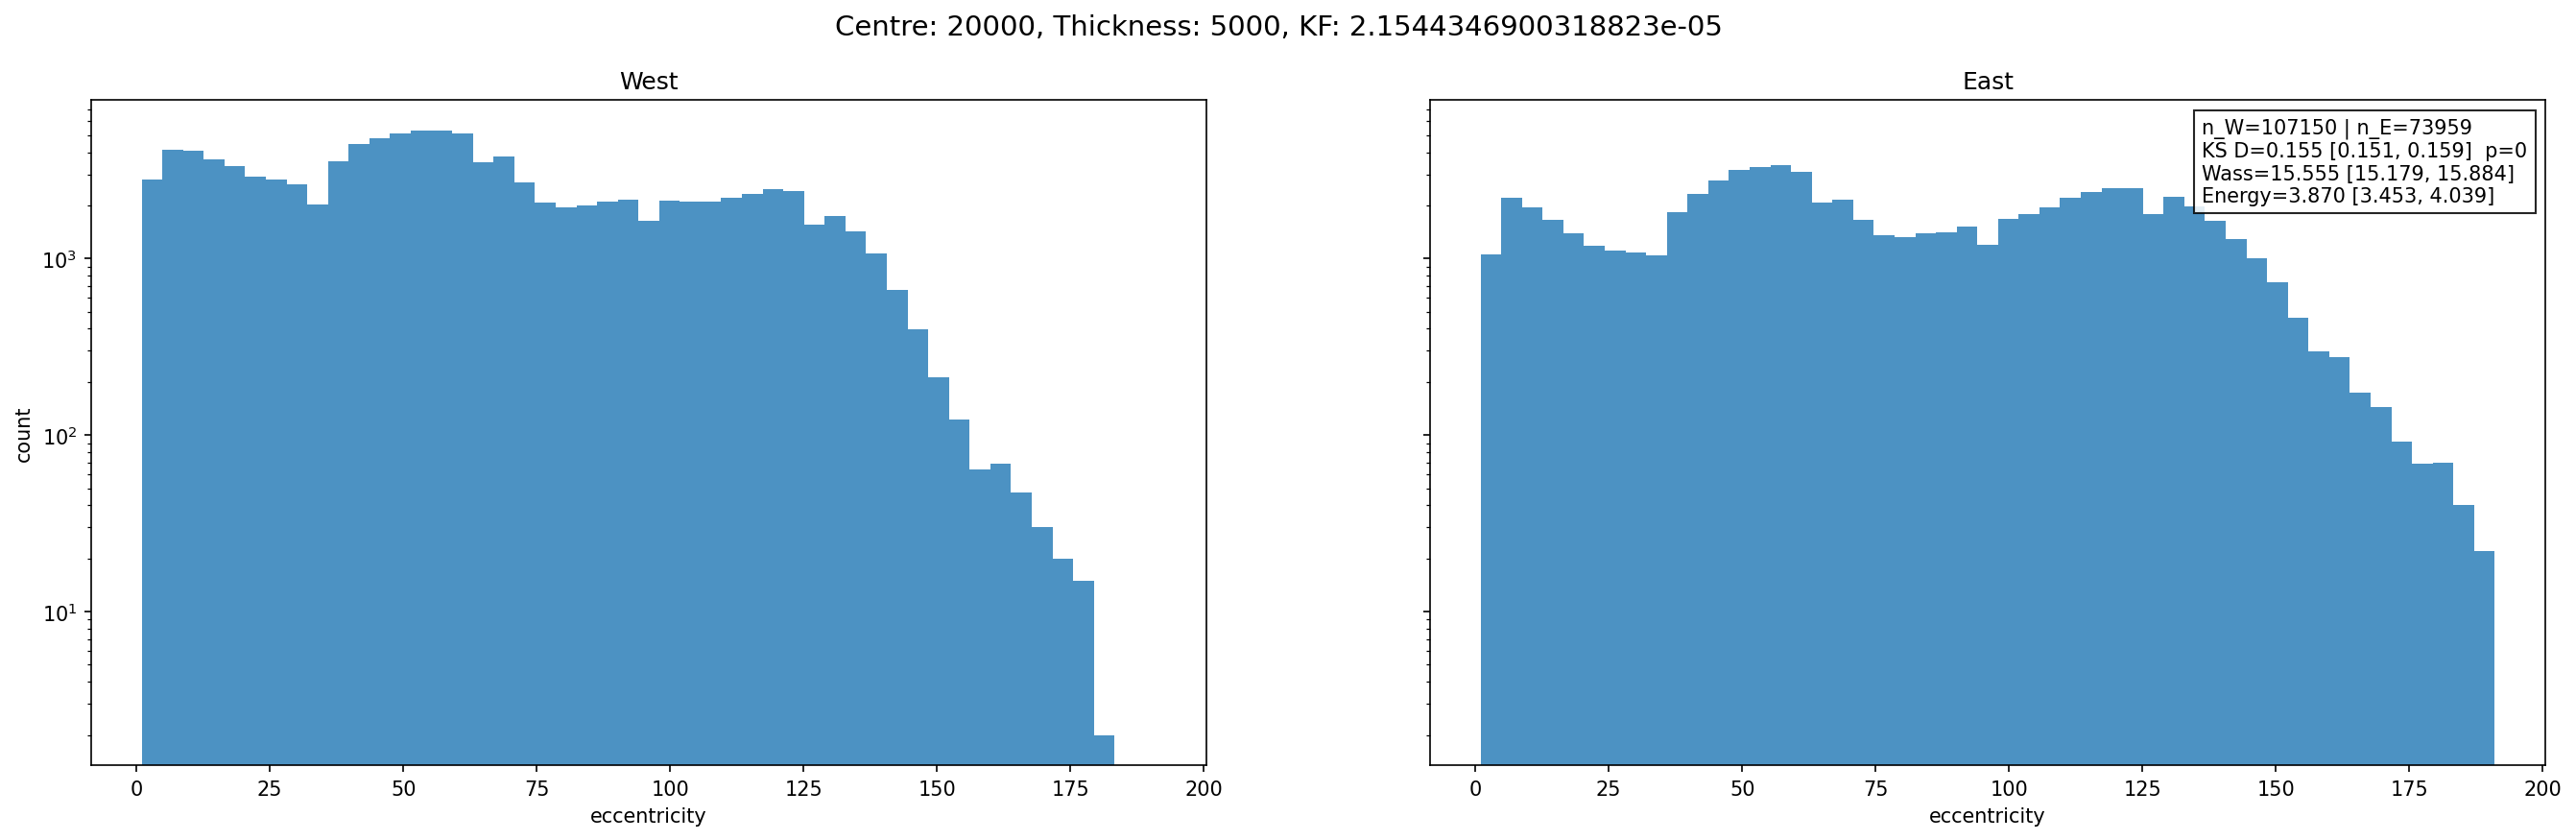 Centre: 20000, Thickness: 5000, KF: 2.1544346900318823e-05
West
count
10³
10²
10¹
0 25 50 75 100 125 150 175 200
eccentricity
East
n_W=107150 | n_E=73959
KS D=0.155 [0.151, 0.159]  p=0
Wass=15.555 [15.179, 15.884]
Energy=3.870 [3.453, 4.039]
0 25 50 75 100 125 150 175 200
eccentricity